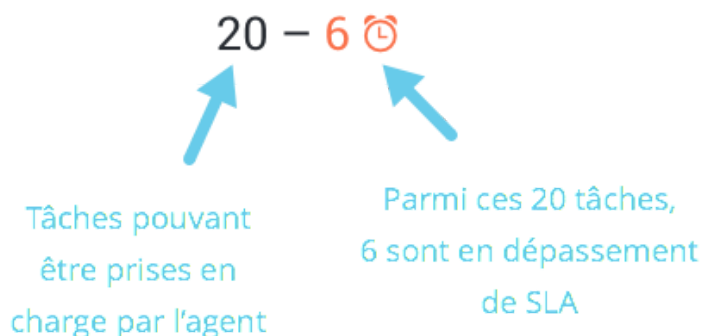 20 – 6
Tâches pouvant
être prises en
charge par l'agent
Parmi ces 20 tâches,
6 sont en dépassement
de SLA